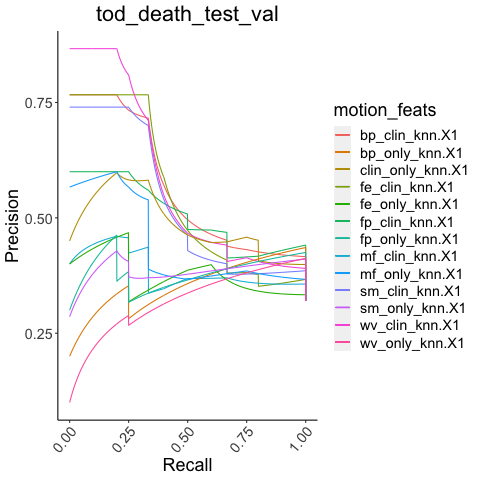 tod_death_test_val
Precision
0.75
0.50
0.25
0.00
0.25
0.50
0.75
1.00
Recall
motion_feats
bp_clin_knn.X1
bp_only_knn.X1
clin_only_knn.X1
fe_clin_knn.X1
fe_only_knn.X1
fp_clin_knn.X1
fp_only_knn.X1
mf_clin_knn.X1
mf_only_knn.X1
sm_clin_knn.X1
sm_only_knn.X1
wv_clin_knn.X1
wv_only_knn.X1